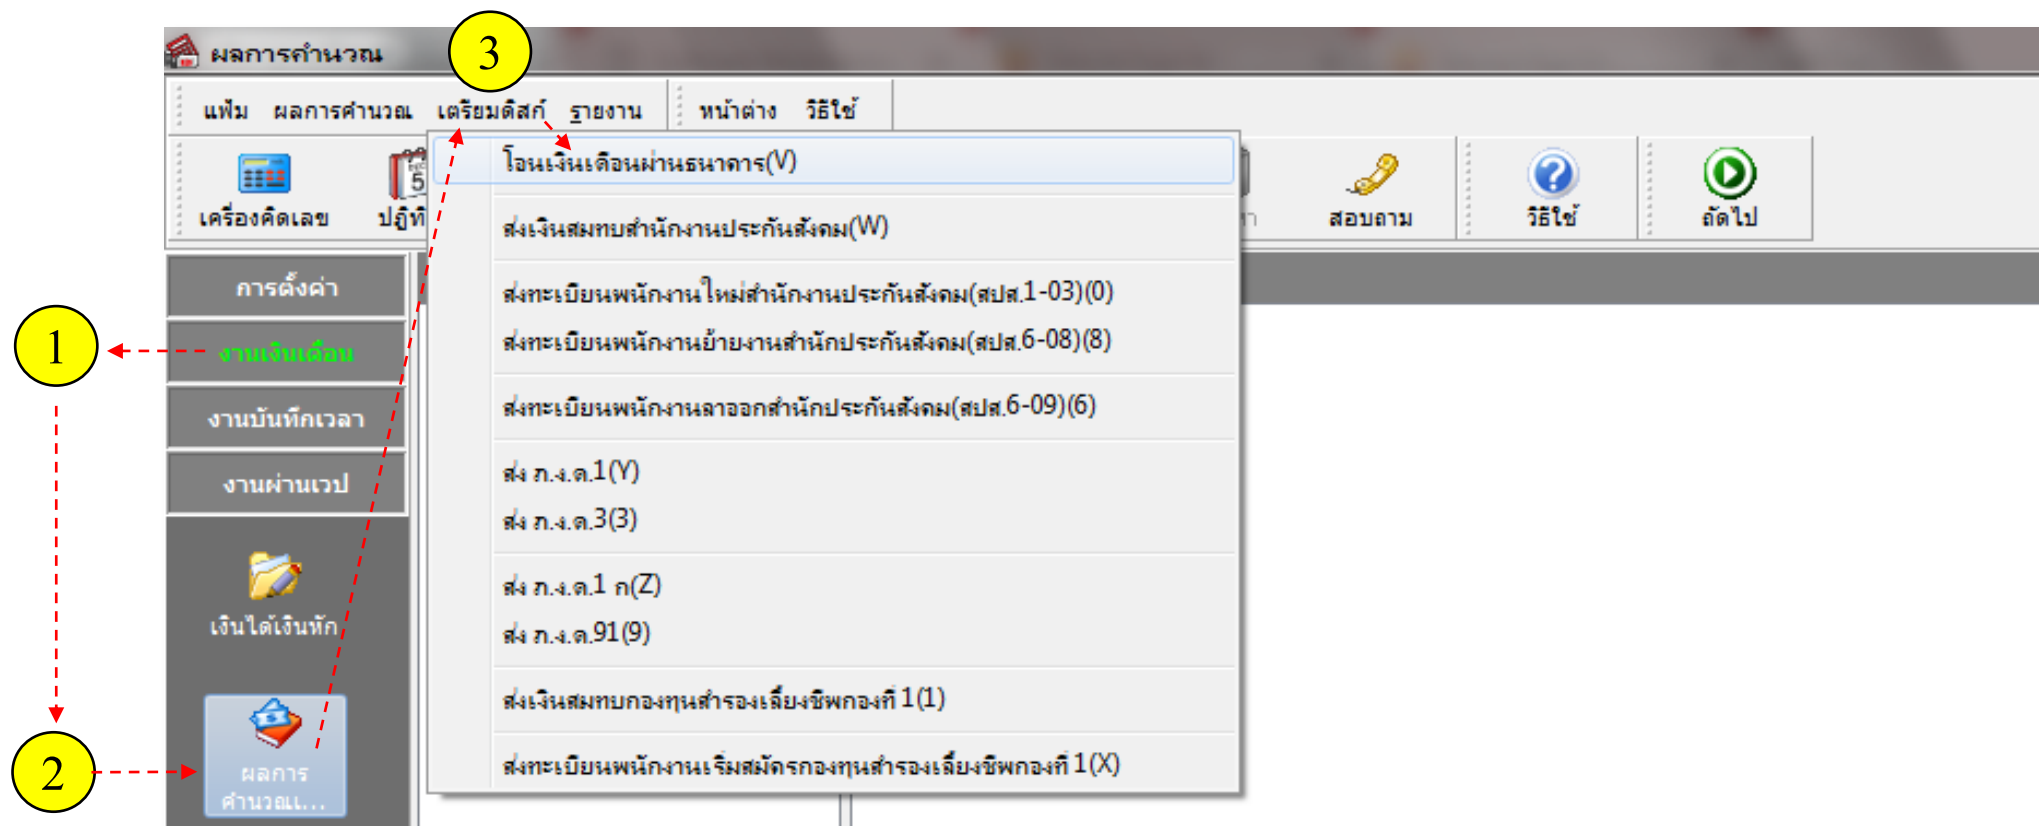 ผลการคำนวณ
3
แฟ้ม ผลการคำนวณ เตรียมดิสก์ รายงาน หน้าต่าง วิธีใช้
โอนเงินเดือนผ่านธนาคาร(V)
เครื่องคิดเลข
สอบถาม
วิธีใช้
ถัดไป
ส่งเงินสมทบสำนักงานประกันสังคม(W)
ส่งทะเบียนพนักงานใหม่สำนักงานประกันสังคม(สปส.1-03)(0)
ส่งทะเบียนพนักงานย้ายงานสำนักประกันสังคม(สปส.6-08)(8)
ส่งทะเบียนพนักงานลาออกสำนักประกันสังคม(สปส.6-09)(6)
ส่ง ภ.ง.ด.1(Y)
ส่ง ภ.ง.ด.3(3)
ส่ง ภ.ง.ด.1 ก(Z)
ส่ง ภ.ง.ด.91(9)
ส่งเงินสมทบกองทุนสำรองเลี้ยงชีพกองที่ 1(1)
ส่งทะเบียนพนักงานเริ่มสมัครกองทุนสำรองเลี้ยงชีพกองที่ 1(X)
การตั้งค่า
1
งานเงินเดือน
งานบันทึกเวลา
งานผ่านเวป
เงินได้เงินหัก
2
ผลการ
คำนวณเ...